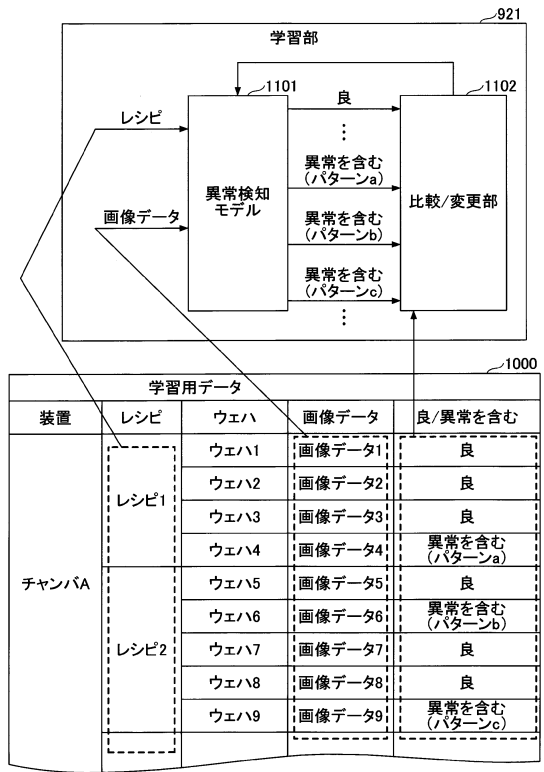 921
学習部
1101
1102
レシピ
良
⋮
異常を含む
(パターンa)
異常検知
モデル
比較/変更部
画像データ
異常を含む
(パターンb)
異常を含む
(パターンc)
⋮
1000
学習用データ
装置 レシピ ウェハ 画像データ 良/異常を含む
チャンバA
レシピ1
ウェハ1 画像データ1 良
ウェハ2 画像データ2 良
ウェハ3 画像データ3 良
ウェハ4 画像データ4 異常を含む
(パターンa)
レシピ2
ウェハ5 画像データ5 良
ウェハ6 画像データ6 異常を含む
(パターンb)
ウェハ7 画像データ7 良
ウェハ8 画像データ8 良
ウェハ9 画像データ9 異常を含む
(パターンc)